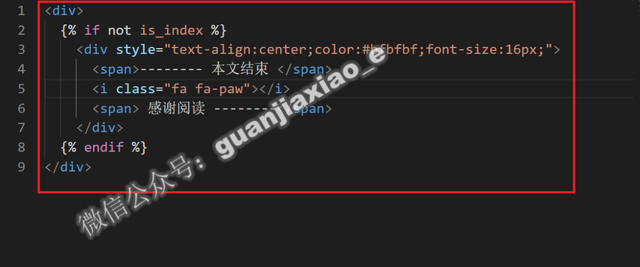 1 <div>
2 {% if not is_index %}
3 <div style="text-align:center;color:#bfbfbf;font-size:16px;">
4 <span>-------- 本文结束 </span>
5 <i class="fa fa-paw"></i>
6 <span> 感谢阅读 --------</span>
7 </div>
8 {% endif %}
9 </div>
微信公众号：guanjiaxiao_e